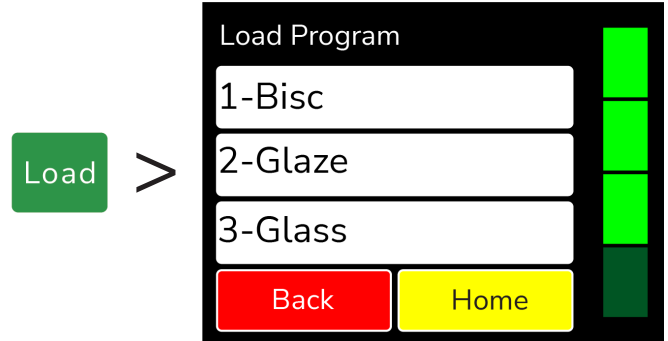 Load
>
Load Program
1-Bisc
2-Glaze
3-Glass
Back
Home